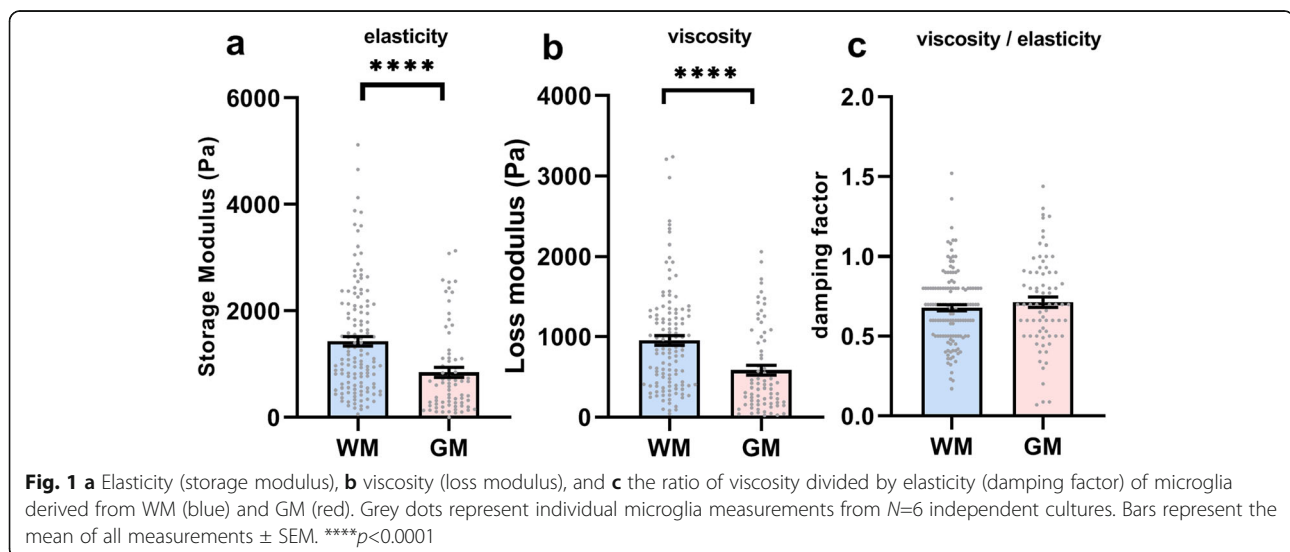 a
elasticity
****
Storage Modulus (Pa)
6000
4000
2000
0
WM GM
b
viscosity
****
Loss modulus (Pa)
4000
3000
2000
1000
0
WM GM
c
viscosity / elasticity
damping factor
2.0
1.5
1.0
0.5
0.0
WM GM
Fig. 1 a Elasticity (storage modulus), b viscosity (loss modulus), and c the ratio of viscosity divided by elasticity (damping factor) of microglia
derived from WM (blue) and GM (red). Grey dots represent individual microglia measurements from N=6 independent cultures. Bars represent the
mean of all measurements ± SEM. ****p<0.0001